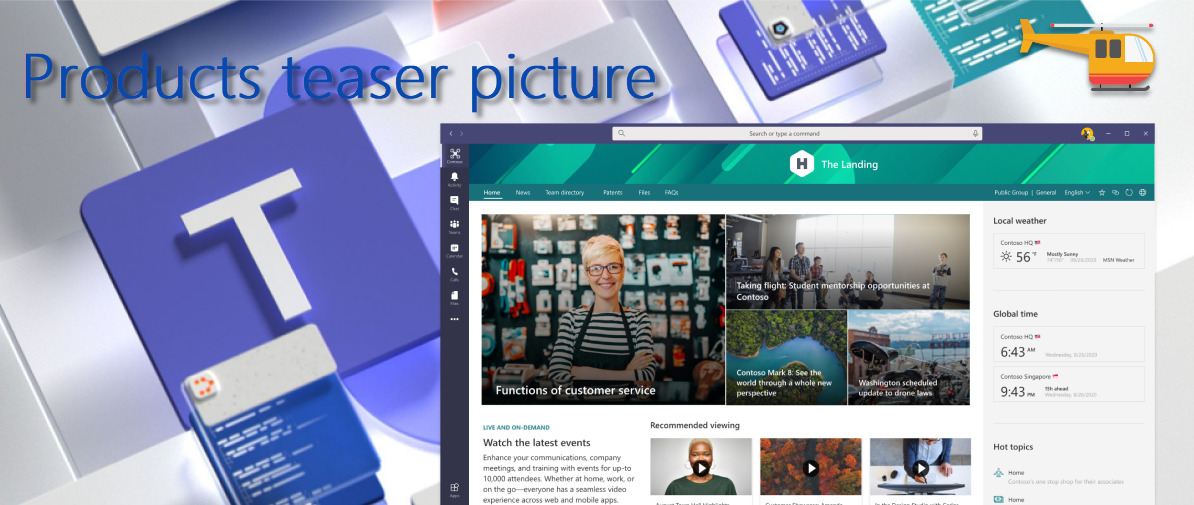 Products teaser picture
T
Search or type a command
H The Landing
Contoso
Activity
Chat
Teams
Calendar
Calls
Files
Apps
Home News Team directory Patents Files FAQs
Public Group | General English
Functions of customer service
Taking flight: Student mentorship opportunities at
Contoso
Contoso Mark 8: See the
world through a whole new
perspective
Washington scheduled
update to drone laws
LIVE AND ON-DEMAND
Watch the latest events
Enhance your communications, company
meetings, and training with events for up-to
10,000 attendees. Whether at home, work, or
on the go—everyone has a seamless video
experience across web and mobile apps.
Recommended viewing
Local weather
Contoso HQ
56 °F
Mostly Sunny
MSN Weather
Global time
Contoso HQ
6:43 AM
Wednesday, 8/26/2020
Contoso Singapore
9:43 PM
15h ahead
Wednesday, 8/26/2020
Hot topics
Home
Contoso's one stop shop for their associates
Home